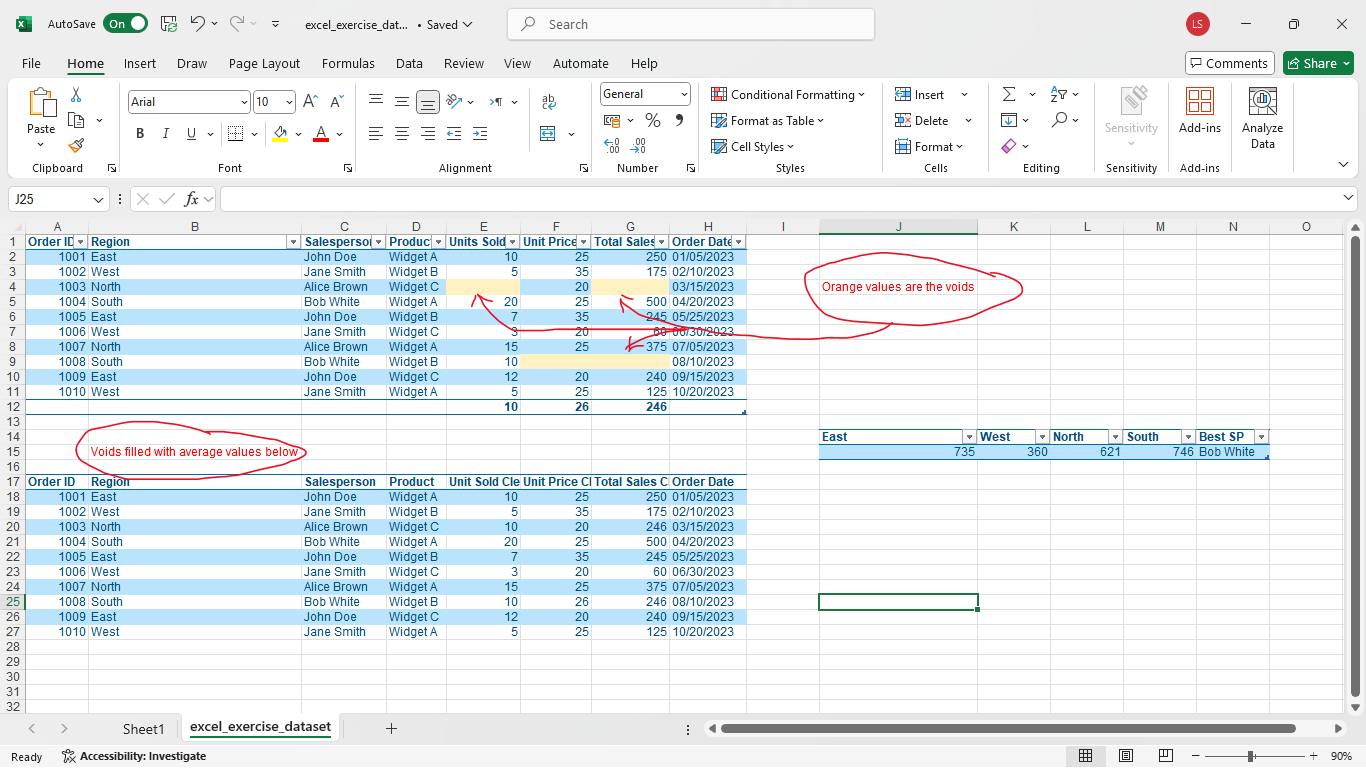 AutoSave On excel_exercise_dat... • Saved Search LS
File Home Insert Draw Page Layout Formulas Data Review View Automate Help Comments Share
Paste Arial 10 A A ab General Conditional Formatting Insert Sensitivity Add-ins Analyze Data
B I U A % Format as Table Delete
Cell Styles Format
Clipboard Font Alignment Number Styles Cells Editing Sensitivity Add-ins
J25 fx
A B C D E F G H I J K L M N O
1 Order ID Region Salesperson Product Units Sold Unit Price Total Sales Order Date
2 1001 East John Doe Widget A 10 25 250 01/05/2023
3 1002 West Jane Smith Widget B 5 35 175 02/10/2023
4 1003 North Alice Brown Widget C 20 03/15/2023 Orange values are the voids
5 1004 South Bob White Widget A 20 25 500 04/20/2023
6 1005 East John Doe Widget B 7 35 245 05/25/2023
7 1006 West Jane Smith Widget C 3 20 60 06/30/2023
8 1007 North Alice Brown Widget A 15 25 375 07/05/2023
9 1008 South Bob White Widget B 10 08/10/2023
10 1009 East John Doe Widget C 12 20 240 09/15/2023
11 1010 West Jane Smith Widget A 5 25 125 10/20/2023
12 10 26 246
13
14 East West North South Best SP
15 Voids filled with average values below 735 360 621 746 Bob White
16
17 Order ID Region Salesperson Product Unit Sold Cle Unit Price Cl Total Sales C Order Date
18 1001 East John Doe Widget A 10 25 250 01/05/2023
19 1002 West Jane Smith Widget B 5 35 175 02/10/2023
20 1003 North Alice Brown Widget C 10 20 246 03/15/2023
21 1004 South Bob White Widget A 20 25 500 04/20/2023
22 1005 East John Doe Widget B 7 35 245 05/25/2023
23 1006 West Jane Smith Widget C 3 20 60 06/30/2023
24 1007 North Alice Brown Widget A 15 25 375 07/05/2023
25 1008 South Bob White Widget B 10 26 246 08/10/2023
26 1009 East John Doe Widget C 12 20 240 09/15/2023
27 1010 West Jane Smith Widget A 5 25 125 10/20/2023
28
29
30
31
32
Sheet1 excel_exercise_dataset
Ready Accessibility: Investigate 90%